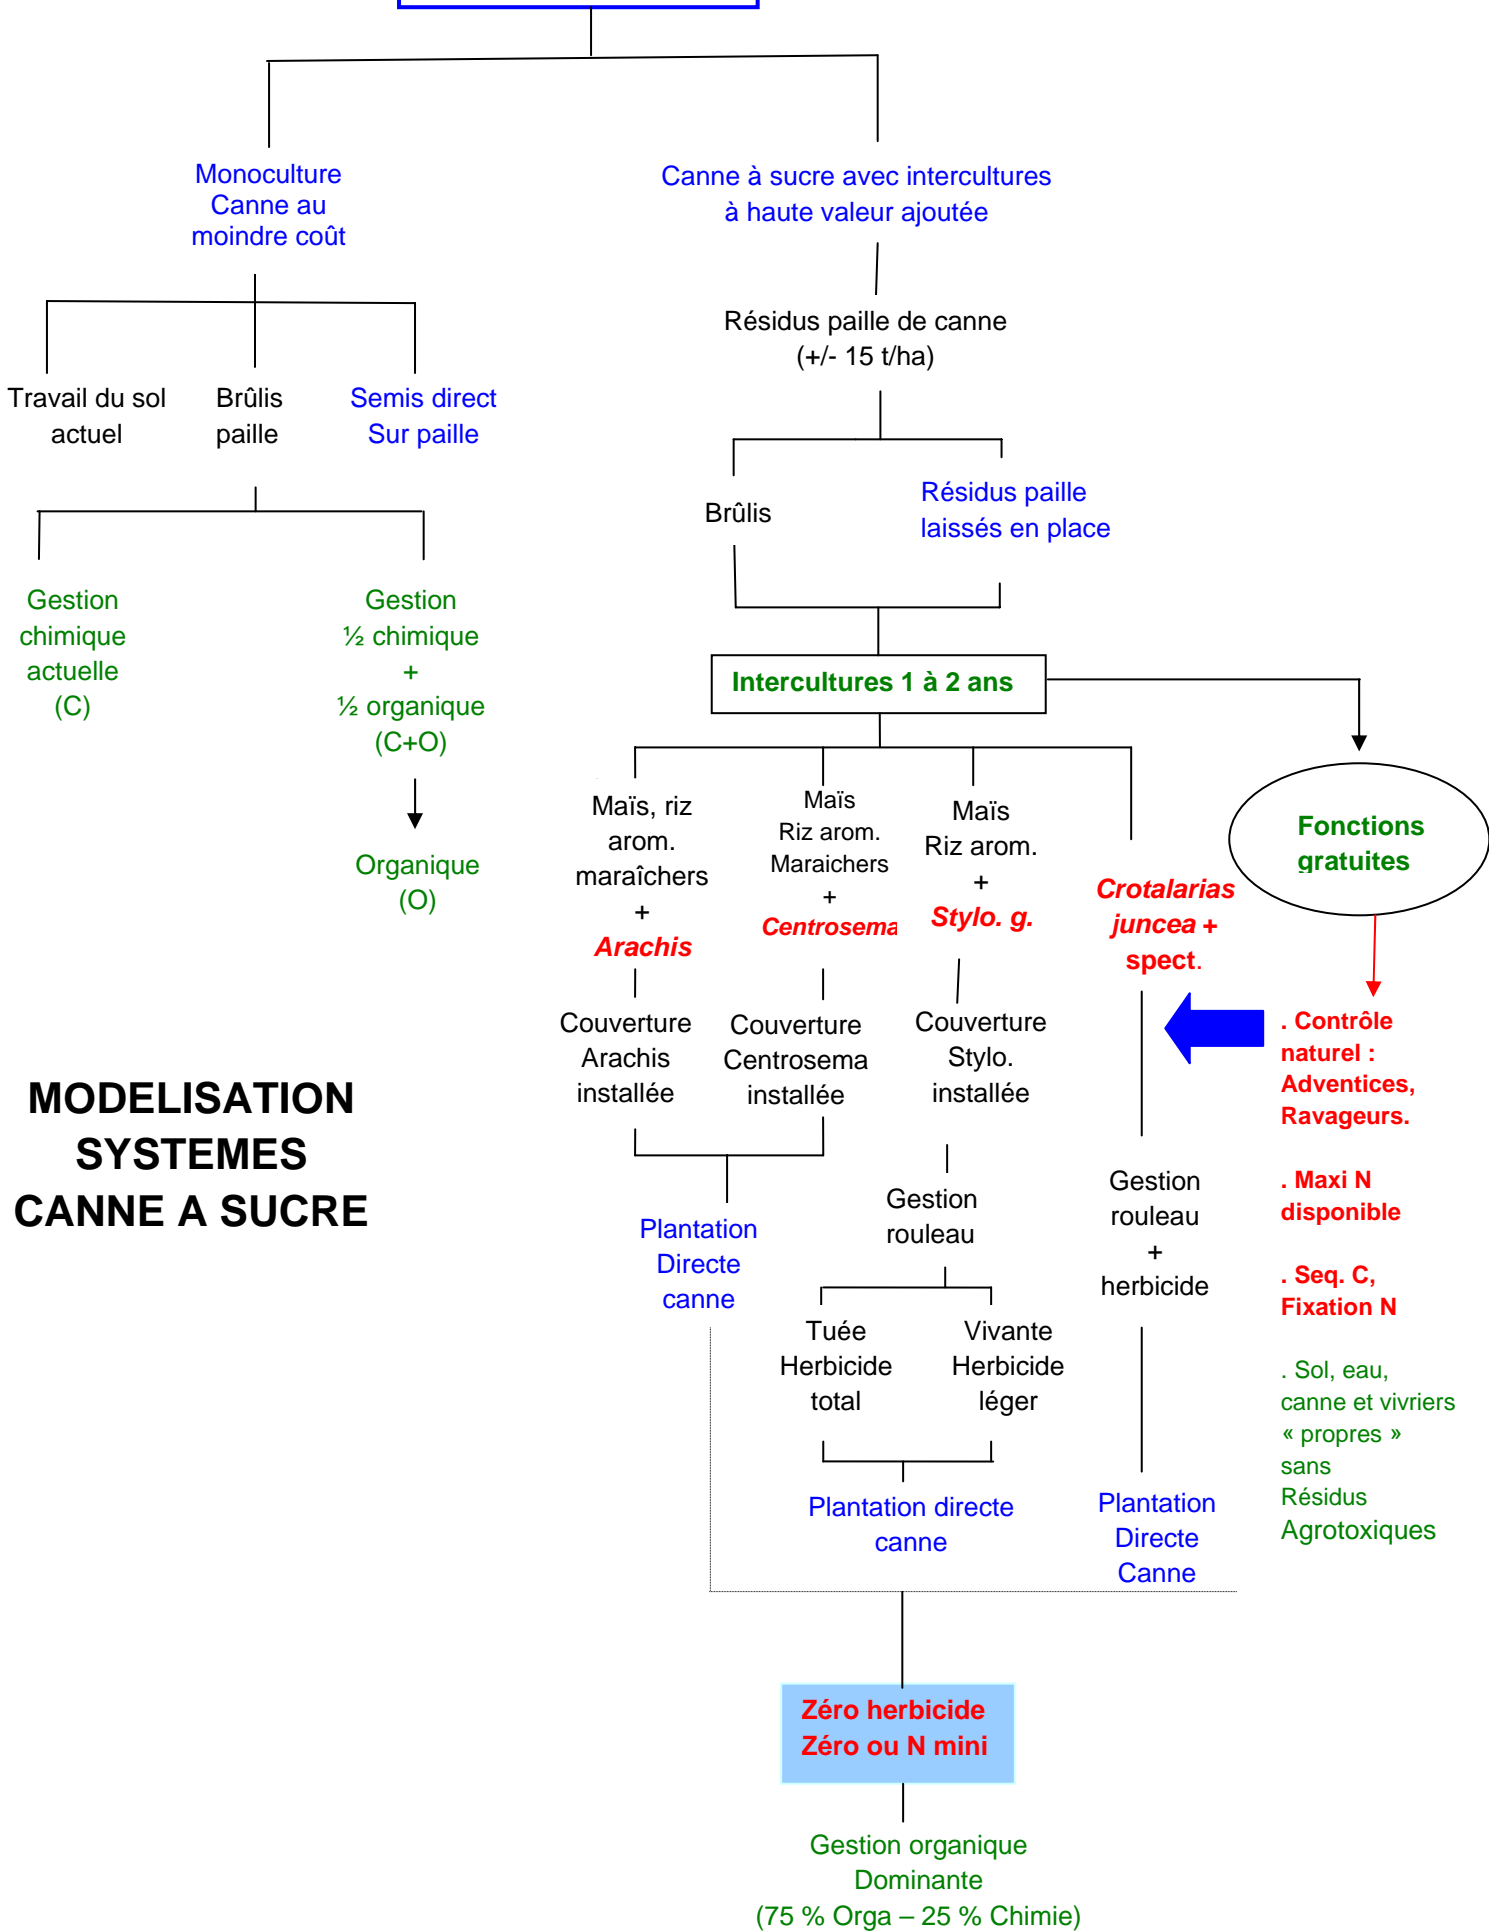 Monoculture
Canne au
moindre coût
Canne à sucre avec intercultures
à haute valeur ajoutée
Résidus paille de canne
(+/- 15 t/ha)
Travail du sol
actuel
Brûlis
paille
Semis direct
Sur paille
Brûlis
Résidus paille
laissés en place
Gestion
chimique
actuelle
(C)
Gestion
½ chimique
+
½ organique
(C+O)
Organique
(O)
Intercultures 1 à 2 ans
Maïs, riz
arom.
maraîchers
+
Arachis
Maïs
Riz arom.
Maraichers
+
Centrosema
Maïs
Riz arom.
+
Stylo. g.
Crotalarias
juncea +
spect.
Fonctions
gratuites
Couverture
Arachis
installée
Couverture
Centrosema
installée
Couverture
Stylo.
installée
. Contrôle
naturel :
Adventices,
Ravageurs.
. Maxi N
disponible
. Seq. C,
Fixation N
. Sol, eau,
canne et vivriers
« propres »
sans
Résidus
Agrotoxiques
MODELISATION
SYSTEMES
CANNE A SUCRE
Plantation
Directe
canne
Gestion
rouleau
Gestion
rouleau
+
herbicide
Tuée
Herbicide
total
Vivante
Herbicide
léger
Plantation directe
canne
Plantation
Directe
Canne
Zéro herbicide
Zéro ou N mini
Gestion organique
Dominante
(75 % Orga – 25 % Chimie)